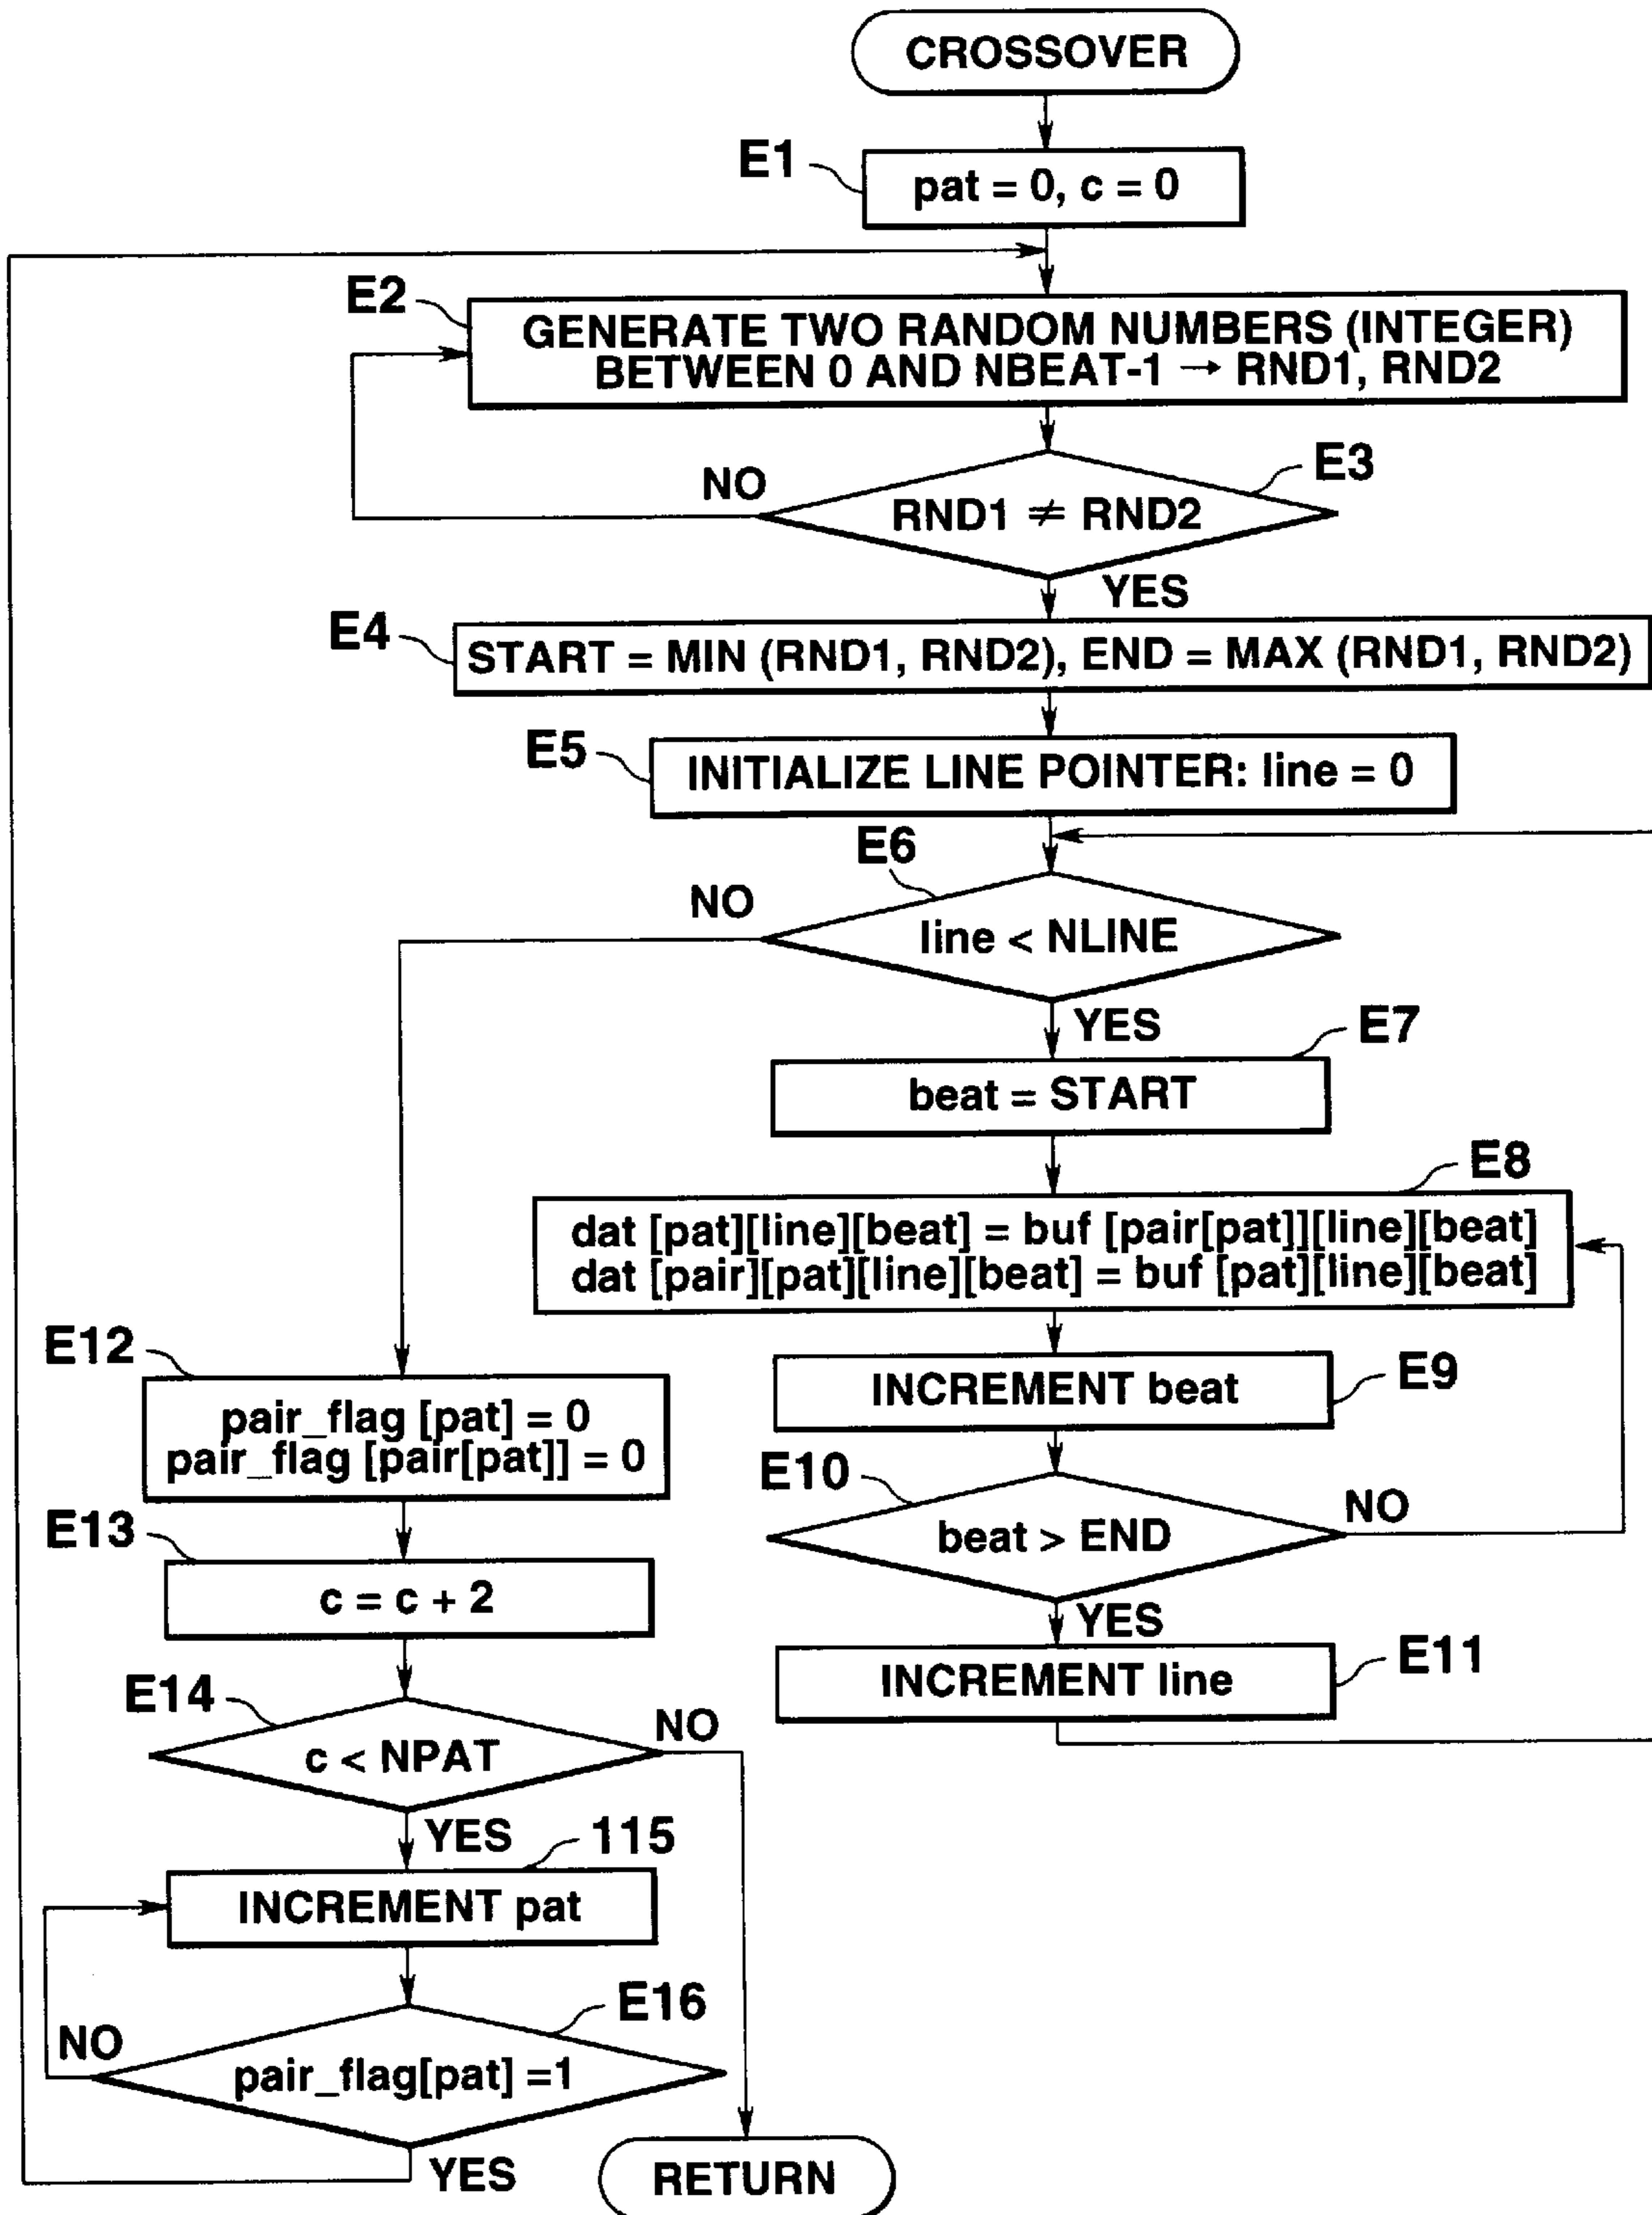 CROSSOVER
E1
pat = 0, c = 0
E2
GENERATE TWO RANDOM NUMBERS (INTEGER)
BETWEEN 0 AND NBEAT-1 → RND1, RND2
E3
NO
RND1 ≠ RND2
YES
E4
START = MIN (RND1, RND2), END = MAX (RND1, RND2)
E5
INITIALIZE LINE POINTER: line = 0
E6
NO
line < NLINE
YES
E7
beat = START
E8
dat [pat][line][beat] = buf [pair[pat]][line][beat]
dat [pair][pat][line][beat] = buf [pat][line][beat]
E9
INCREMENT beat
E10
NO
beat > END
YES
E11
INCREMENT line
E12
pair_flag [pat] = 0
pair_flag [pair[pat]] = 0
E13
c = c + 2
E14
NO
c < NPAT
YES
115
INCREMENT pat
E16
NO
pair_flag[pat] =1
YES
RETURN